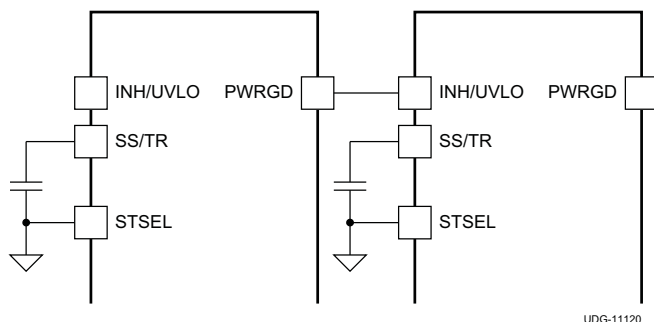 INH/UVLO PWRGD INH/UVLO PWRGD
SS/TR SS/TR
STSEL STSEL
UDG-11120